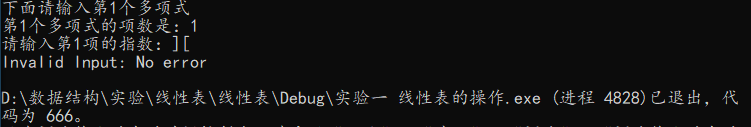 下面请输入第1个多项式
第1个多项式的项数是：1
请输入第1项的指数：][
Invalid Input: No error
D:\数据结构\实验\线性表\线性表\Debug\实验一 线性表的操作.exe (进程 4828)已退出，代
码为 666。